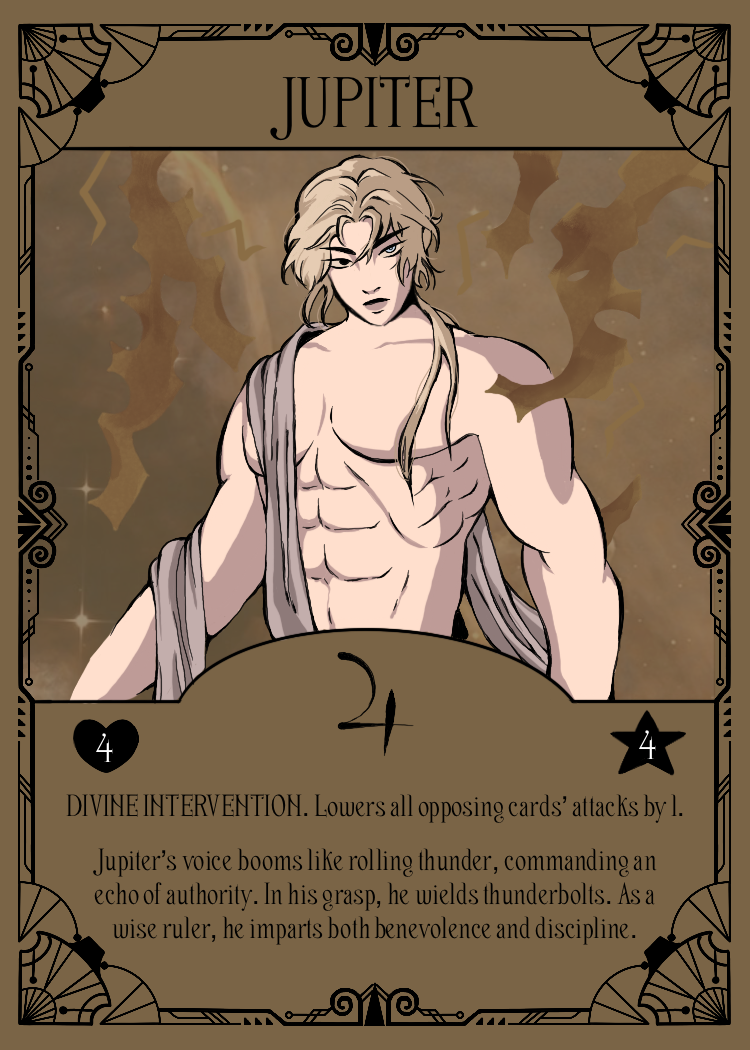 JUPITER
♃
4
4
DIVINE INTERVENTION. Lowers all opposing cards' attacks by 1.
Jupiter's voice booms like rolling thunder, commanding an
echo of authority. In his grasp, he wields thunderbolts. As a
wise ruler, he imparts both benevolence and discipline.